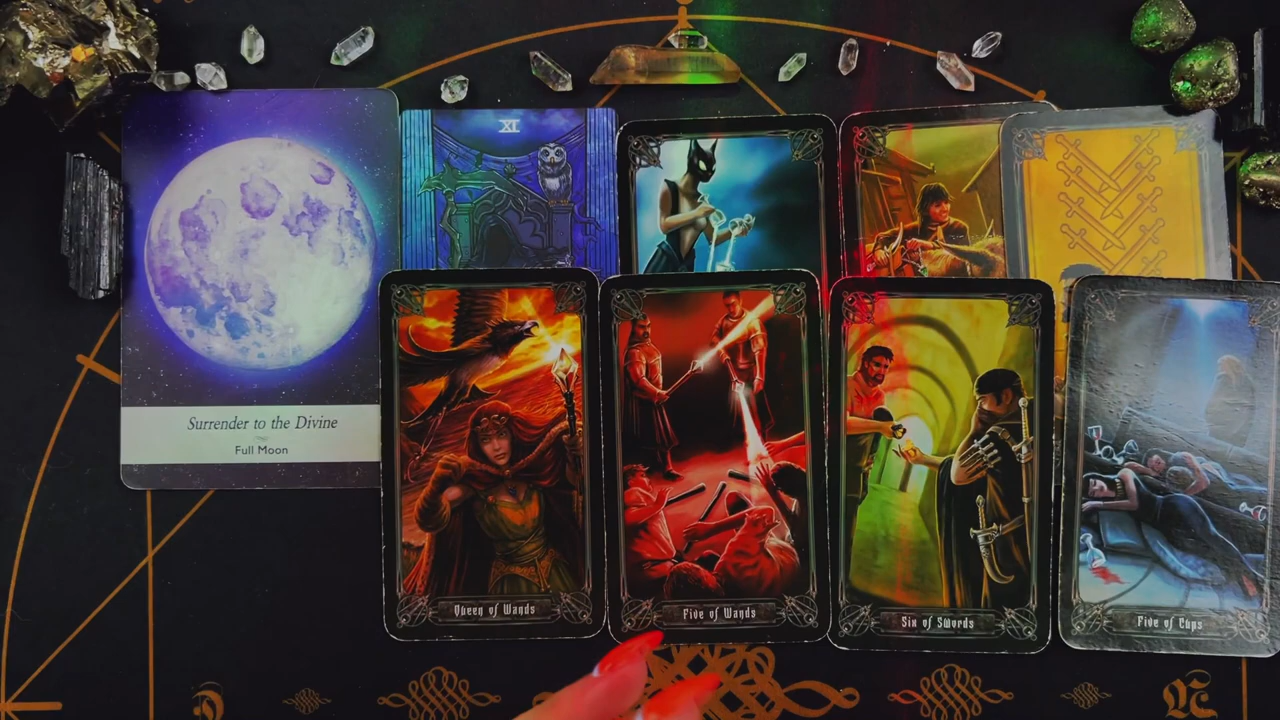 XI
Surrender to the Divine
Full Moon
Queen of Wands
Five of Wands
Six of Swords
Five of Cups